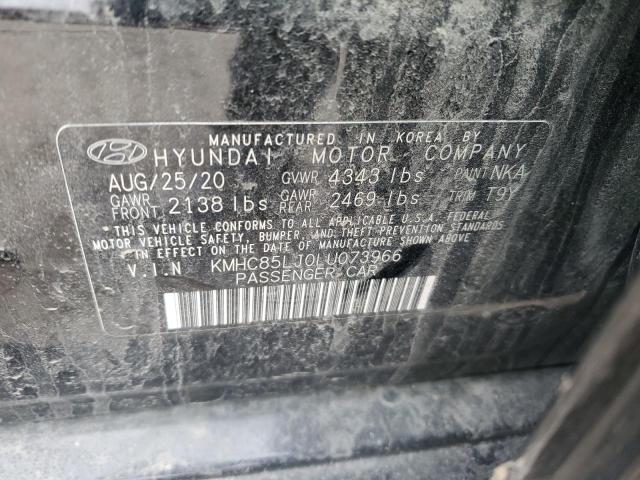 MANUFACTURED IN KOREA BY
HYUNDAI MOTOR COMPANY
AUG/25/20 GVWR 4343 lbs PAINT NKA
GAWR FRONT 2138 lbs GAWR REAR 2469 lbs TRIM T9Y
* THIS VEHICLE CONFORMS TO ALL APPLICABLE U.S.A. FEDERAL
MOTOR VEHICLE SAFETY, BUMPER, AND THEFT PREVENTION STANDARDS
IN EFFECT ON THE DATE OF MANUFACTURE SHOWN ABOVE *
V.I.N KMHC85LJ0LU073966
PASSENGER CAR